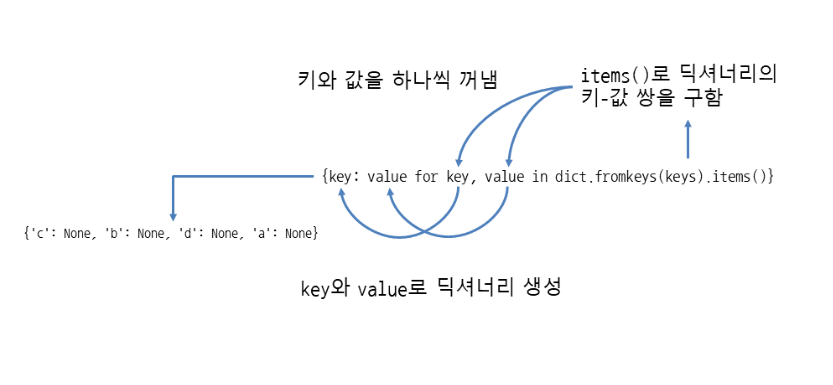 키와 값을 하나씩 꺼냄
items()로 딕셔너리의
키-값 쌍을 구함
{key: value for key, value in dict.fromkeys(keys).items()}
{'c': None, 'b': None, 'd': None, 'a': None}
key와 value로 딕셔너리 생성